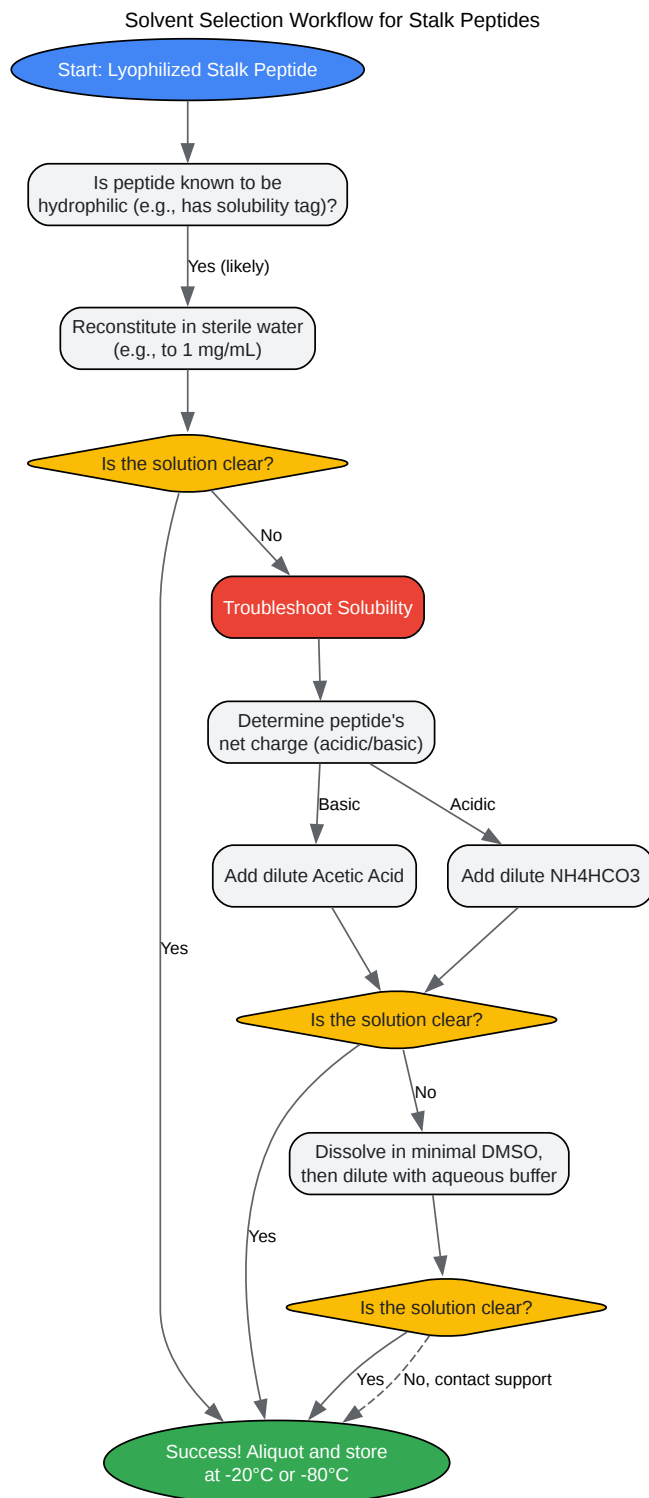 Solvent Selection Workflow for Stalk Peptides
Start: Lyophilized Stalk Peptide
Is peptide known to be
hydrophilic (e.g., has solubility tag)?
Yes (likely)
Reconstitute in sterile water
(e.g., to 1 mg/mL)
Is the solution clear?
No
Troubleshoot Solubility
Determine peptide's
net charge (acidic/basic)
Basic
Acidic
Add dilute Acetic Acid
Add dilute NH4HCO3
Yes
Is the solution clear?
No
Dissolve in minimal DMSO,
then dilute with aqueous buffer
Yes
Is the solution clear?
Yes
No, contact support
Success! Aliquot and store
at -20°C or -80°C